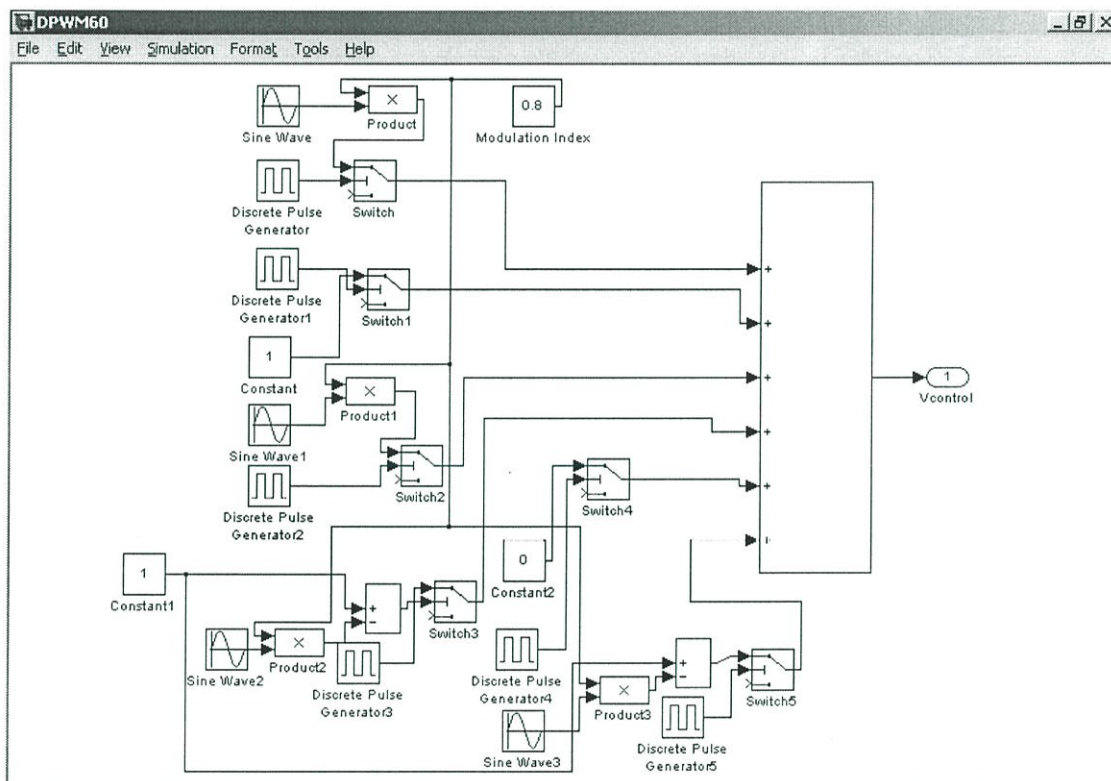 DPWM60
File Edit View Simulation Format Tools Help
0.8
Product
Sine Wave
Modulation Index
Discrete Pulse
Generator
Switch
Discrete Pulse
Generator1
Switch1
1
Constant
Product1
Sine Wave1
Switch2
Discrete Pulse
Generator2
1
Vcontrol
Switch4
0
Constant2
1
Constant1
Switch3
Sine Wave2
Product2
Discrete Pulse
Generator3
Discrete Pulse
Generator4
Product3
Sine Wave3
Switch5
Discrete Pulse
Generator5